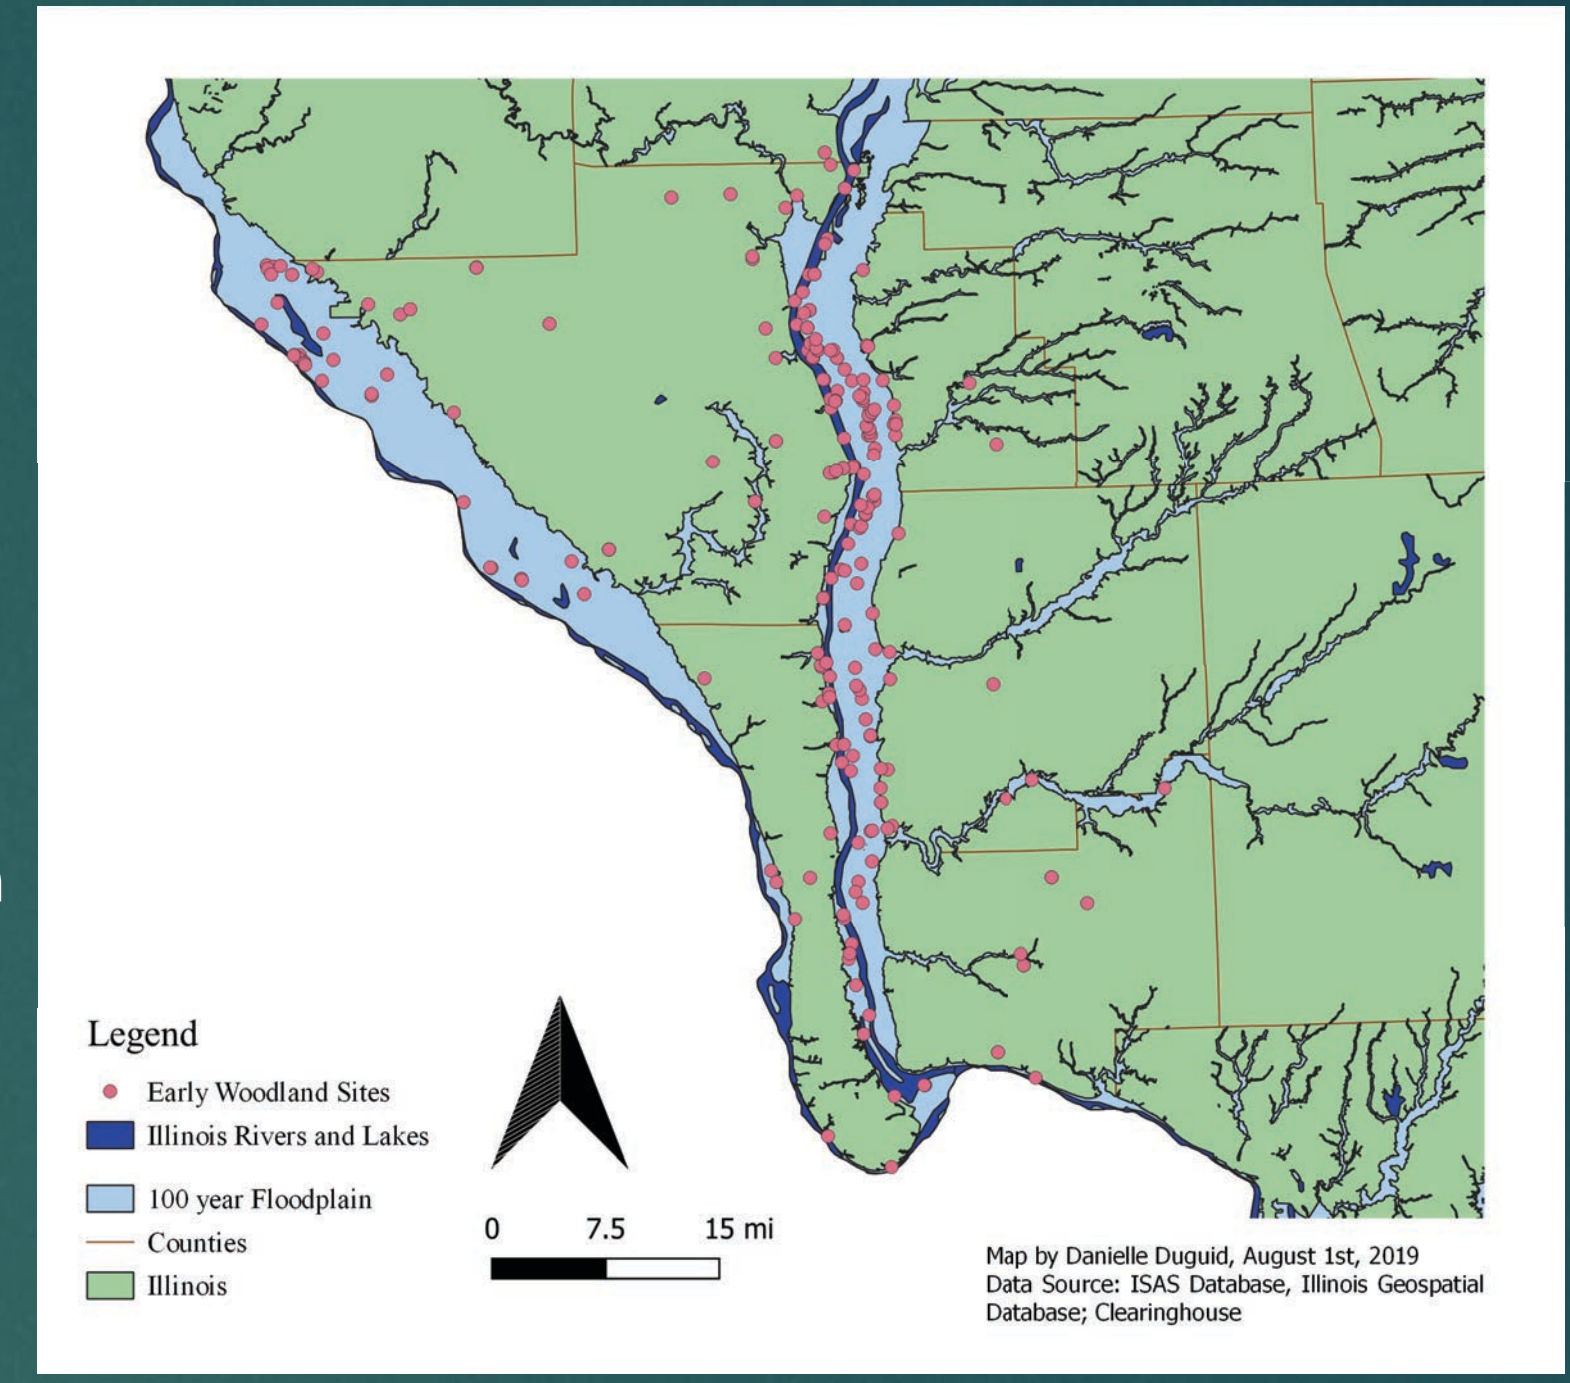 Legend
Early Woodland Sites
Illinois Rivers and Lakes
100 year Floodplain
Counties
Illinois
0 7.5 15 mi
Map by Danielle Duguid, August 1st, 2019
Data Source: ISAS Database, Illinois Geospatial
Database; Clearinghouse